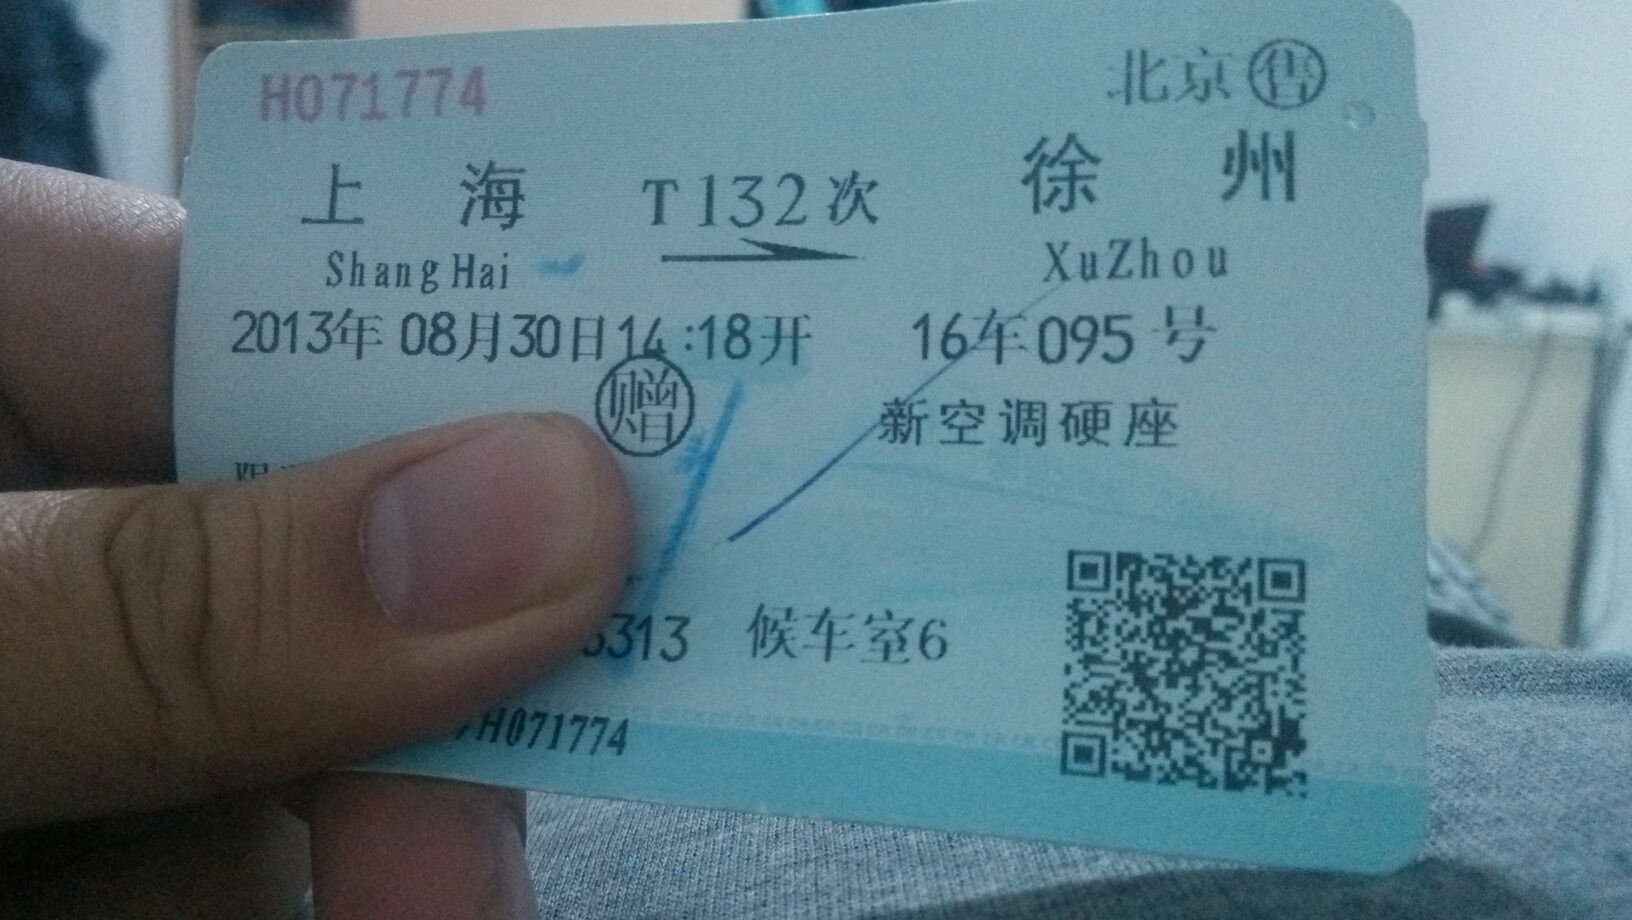 H071774
北京售
上海 T132次 徐州
ShangHai XuZhou
2013年08月30日14:18开 16车095号
赠
新空调硬座
限
3313 候车室6
H071774